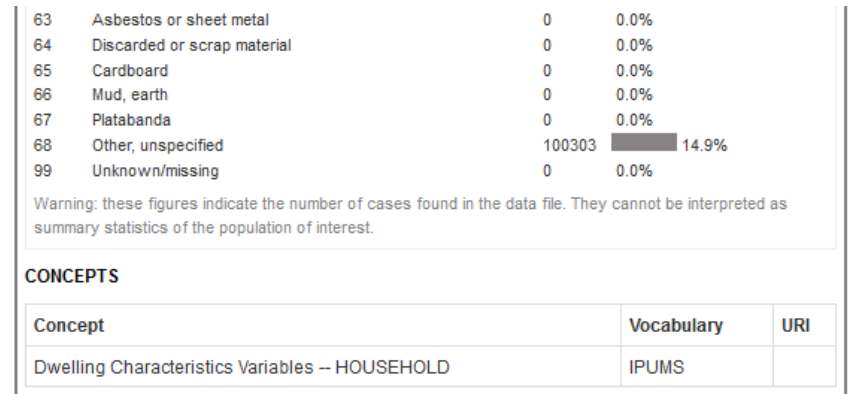 63 Asbestos or sheet metal 0 0.0%
64 Discarded or scrap material 0 0.0%
65 Cardboard 0 0.0%
66 Mud, earth 0 0.0%
67 Platabanda 0 0.0%
68 Other, unspecified 100303 14.9%
99 Unknown/missing 0 0.0%
Warning: these figures indicate the number of cases found in the data file. They cannot be interpreted as
summary statistics of the population of interest.
CONCEPTS
Concept Vocabulary URI
Dwelling Characteristics Variables -- HOUSEHOLD IPUMS